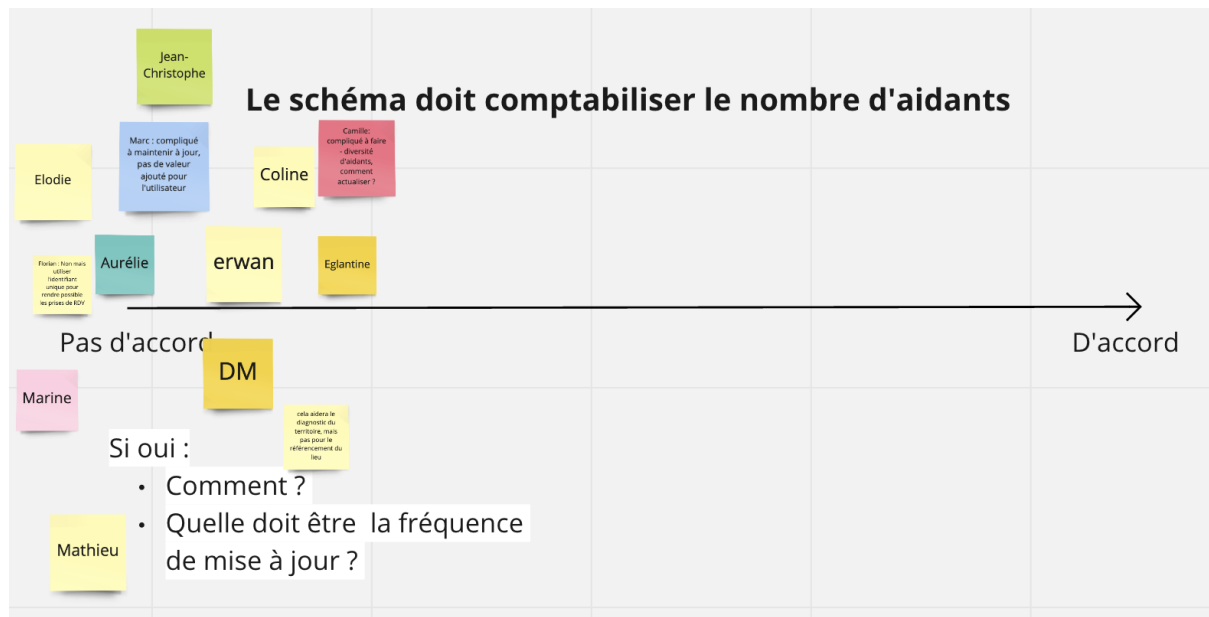 Jean-
Christophe
Le schéma doit comptabiliser le nombre d'aidants
Elodie
Marc : compliqué
à maintenir à jour,
pas de valeur
ajouté pour
l'utilisateur
Coline
Camille:
compliqué à faire
- diversité
d'aidants,
comment
actualiser ?
Florian : Non mais
utiliser
l'identifiant
unique pour
rendre possible
les prises de RDV
Aurélie
erwan
Eglantine
Pas d'accord
D'accord
DM
Marine
cela aidera le
diagnostic du
territoire, mais
pas pour le
référencement du
lieu
Si oui :
• Comment ?
• Quelle doit être  la fréquence
de mise à jour ?
Mathieu